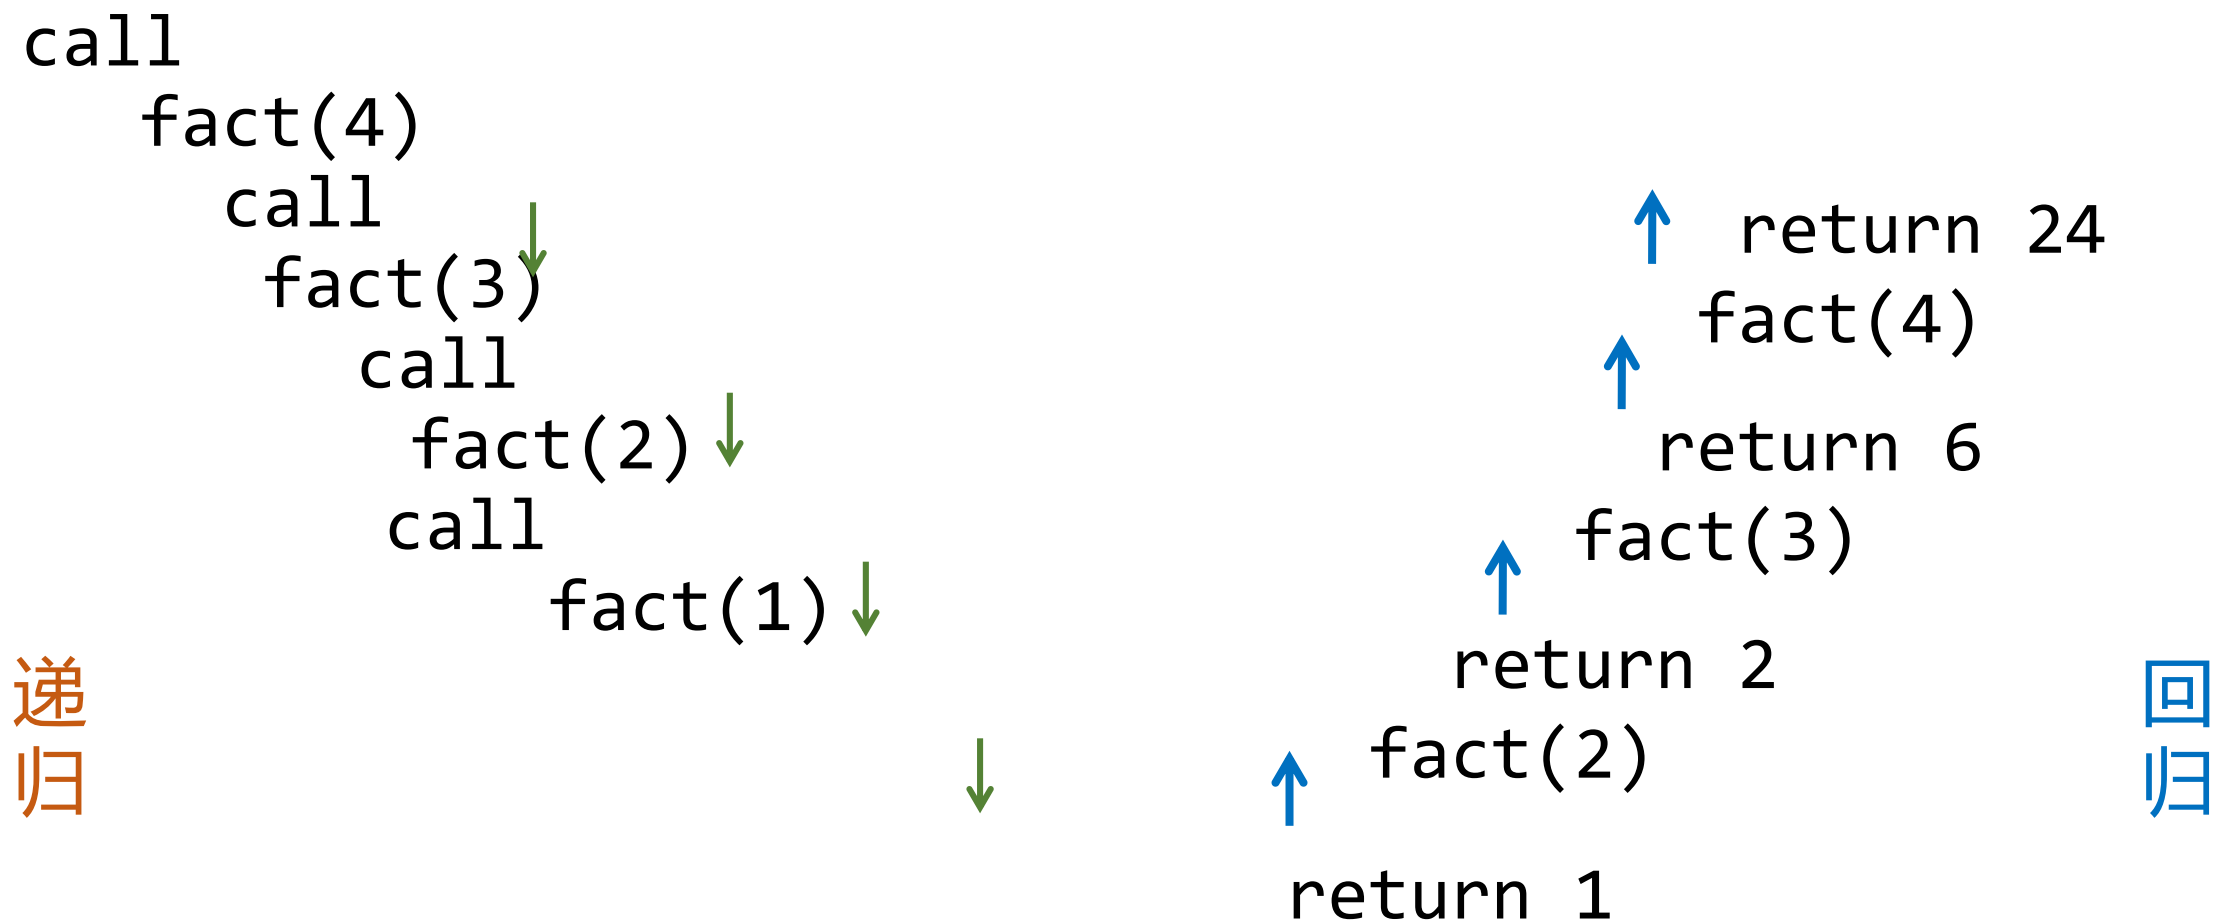 call
fact(4)
call
fact(3)
call
fact(2)
call
fact(1)
递
归
return 24
fact(4)
return 6
fact(3)
return 2
fact(2)
return 1
回
归